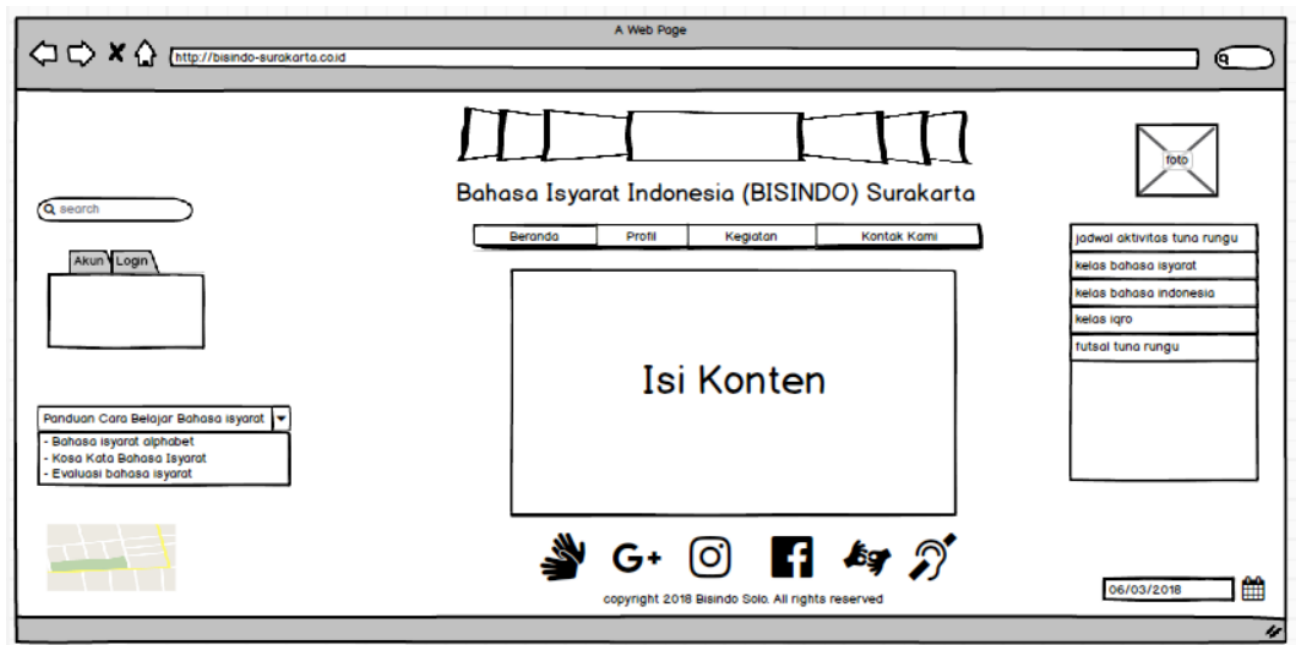 A Web Page
http://bisindo-surakarta.co.id
foto
Bahasa Isyarat Indonesia (BISINDO) Surakarta
search
Beranda Profil Kegiatan Kontak Kami
Akun Login
jadwal aktivitas tuna rungu
kelas bahasa isyarat
kelas bahasa indonesia
kelas iqro
futsal tuna rungu
Isi Konten
Panduan Cara Belajar Bahasa isyarat
- Bahasa isyarat alphabet
- Kosa Kata Bahasa Isyarat
- Evaluasi bahasa isyarat
G+
copyright 2018 Bisindo Solo. All rights reserved
06/03/2018